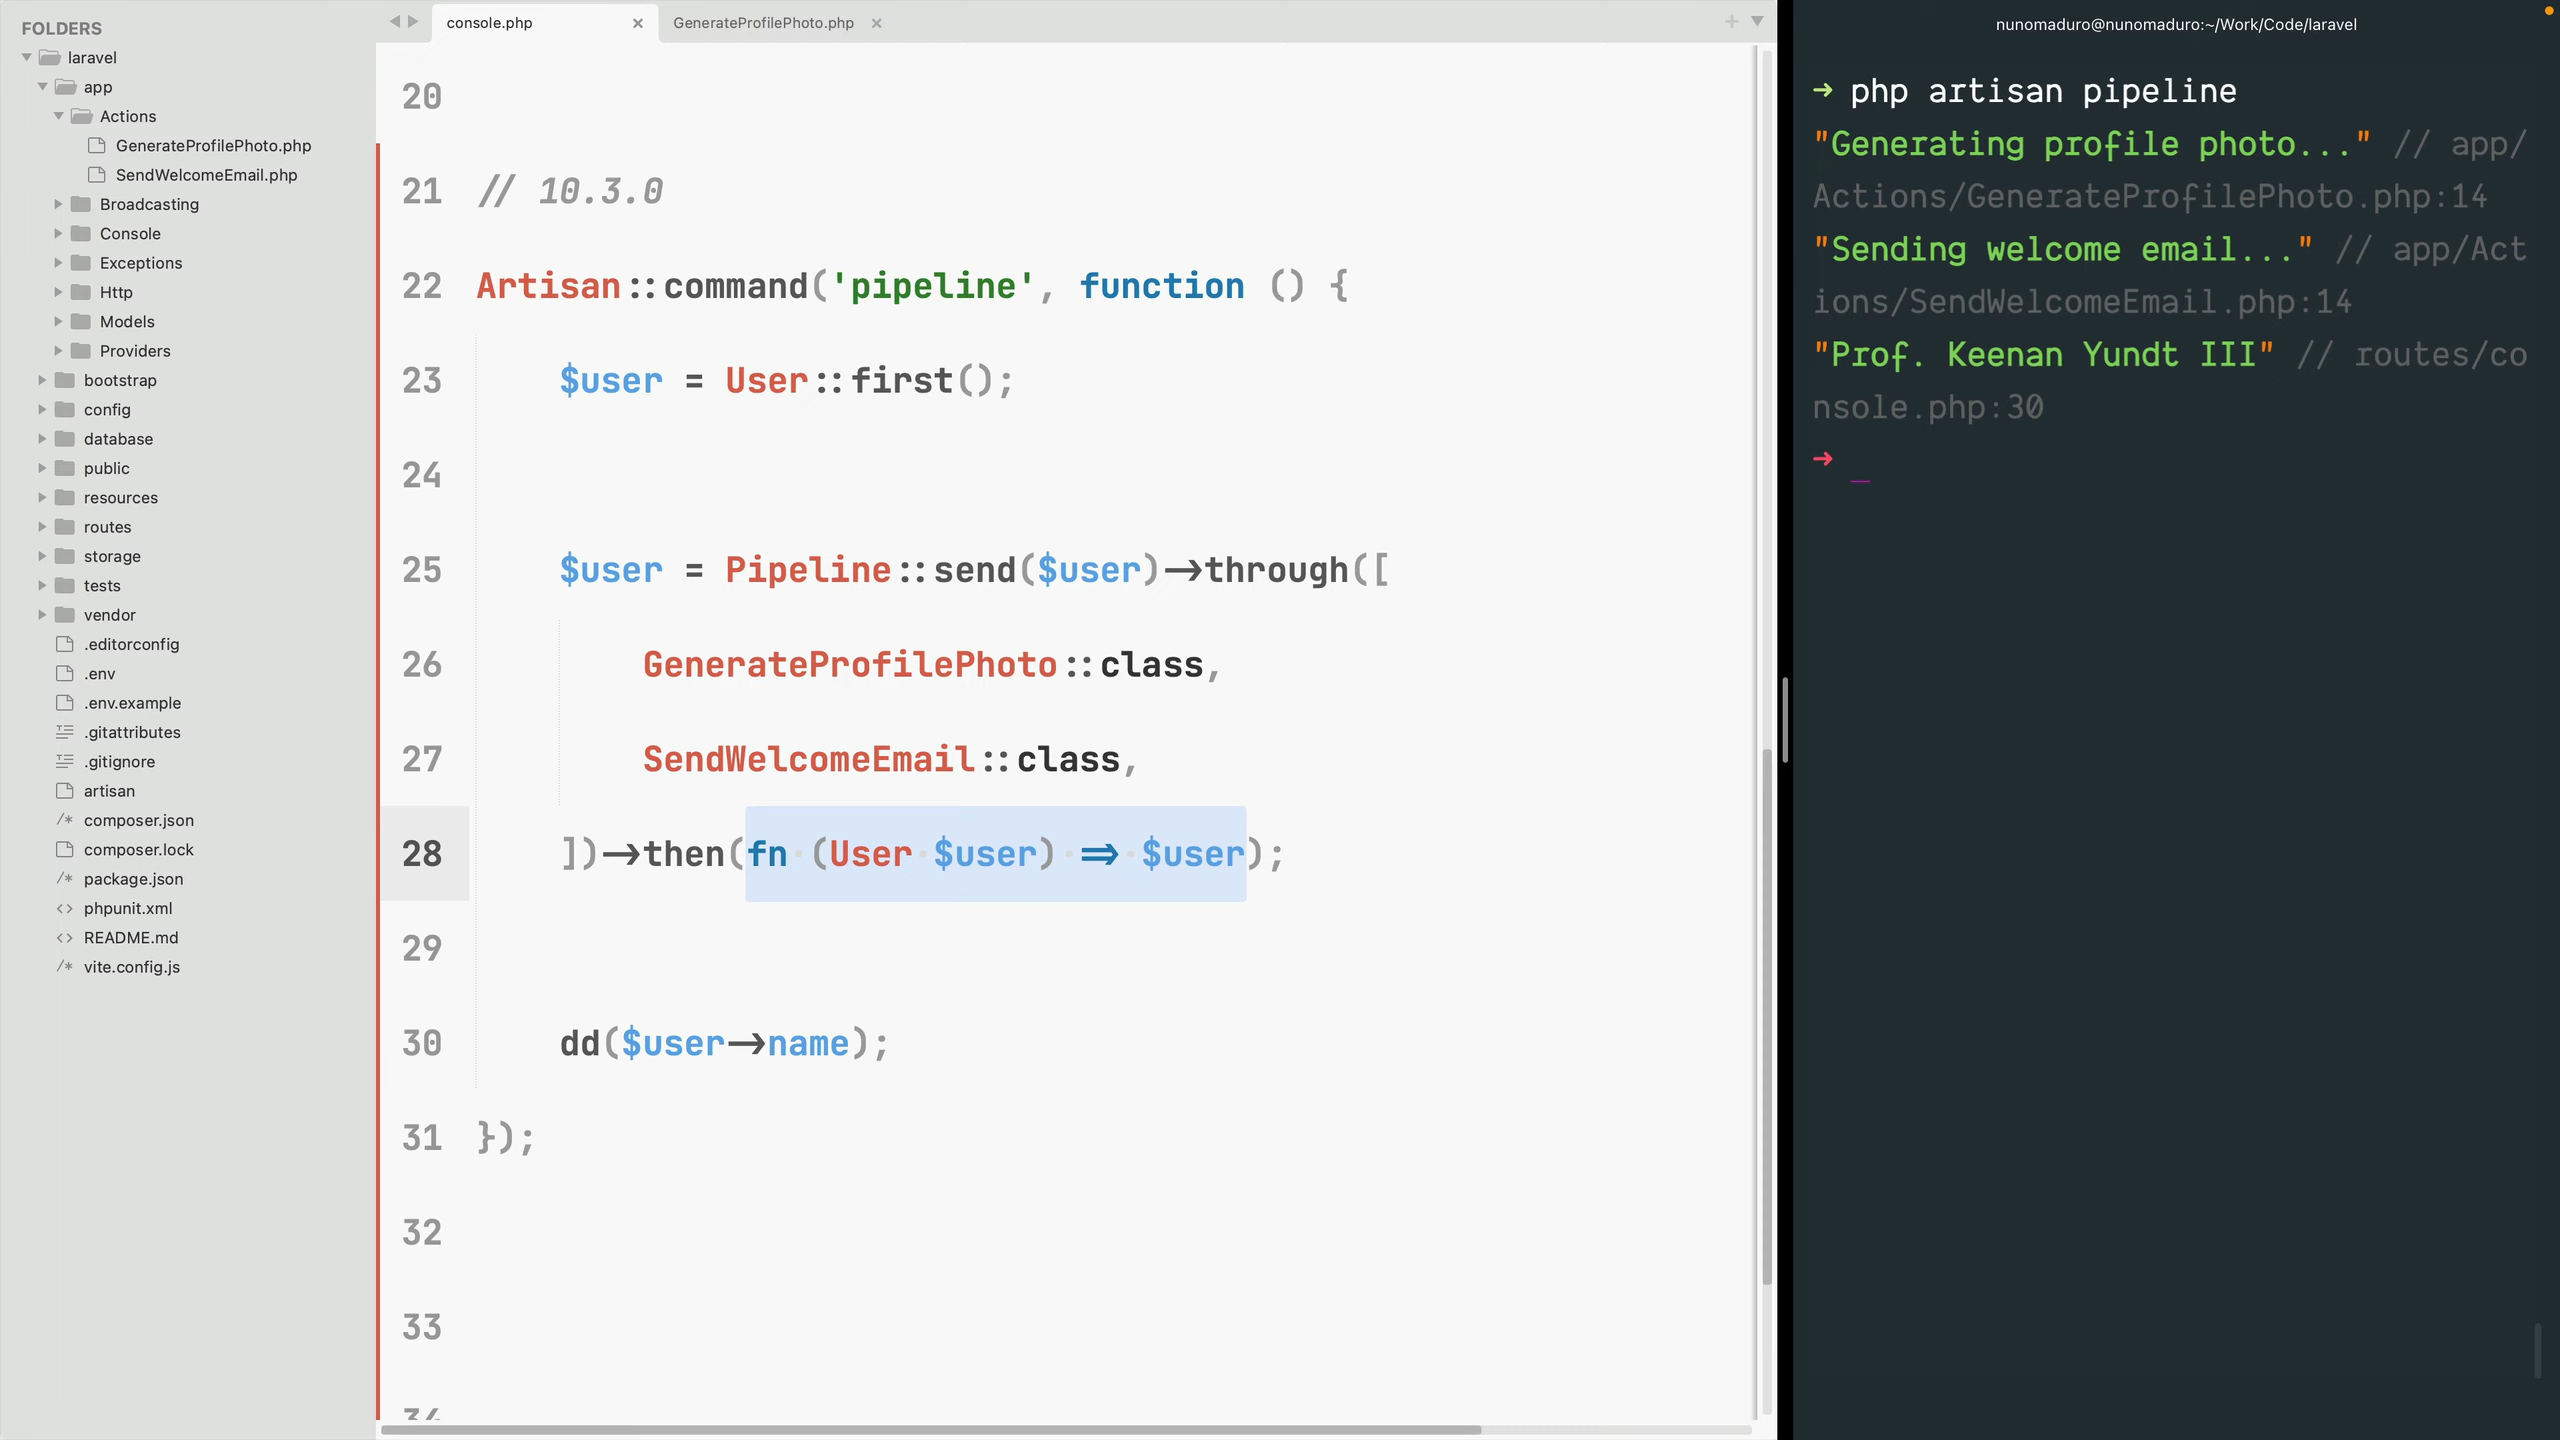 FOLDERS
laravel
app
Actions
GenerateProfilePhoto.php
SendWelcomeEmail.php
Broadcasting
Console
Exceptions
Http
Models
Providers
bootstrap
config
database
public
resources
routes
storage
tests
vendor
.editorconfig
.env
.env.example
.gitattributes
.gitignore
artisan
/* composer.json
composer.lock
/* package.json
<> phpunit.xml
<> README.md
/* vite.config.js
console.php × GenerateProfilePhoto.php ×
20
21 // 10.3.0
22 Artisan::command('pipeline', function () {
23 $user = User::first();
24
25 $user = Pipeline::send($user)->through([
26 GenerateProfilePhoto::class,
27 SendWelcomeEmail::class,
28 ])->then(fn (User $user) => $user);
29
30 dd($user->name);
31 });
32
33
34
nunomaduro@nunomaduro:~/Work/Code/laravel
➜ php artisan pipeline
"Generating profile photo..." // app/
Actions/GenerateProfilePhoto.php:14
"Sending welcome email..." // app/Act
ions/SendWelcomeEmail.php:14
"Prof. Keenan Yundt III" // routes/co
nsole.php:30
➜ _